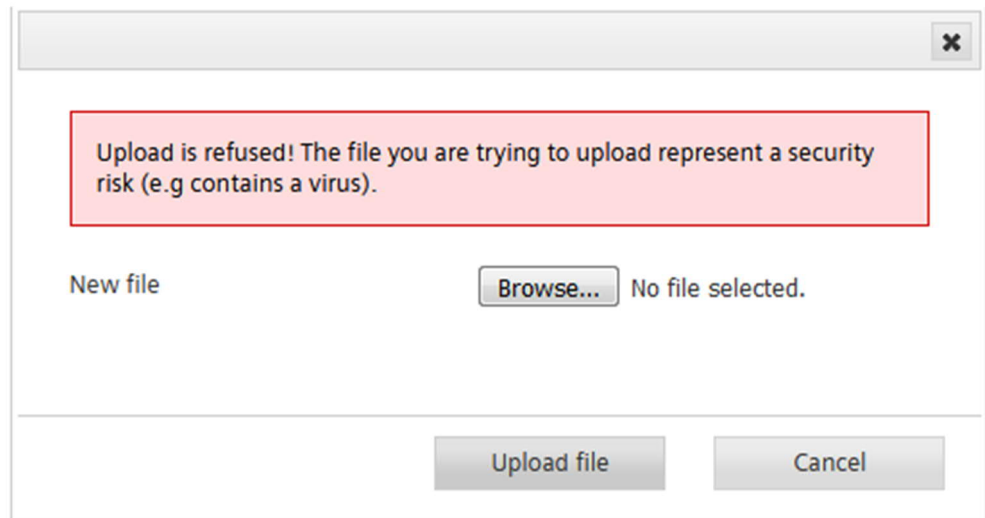 Upload is refused! The file you are trying to upload represent a security
risk (e.g contains a virus).
New file
Browse... No file selected.
Upload file Cancel